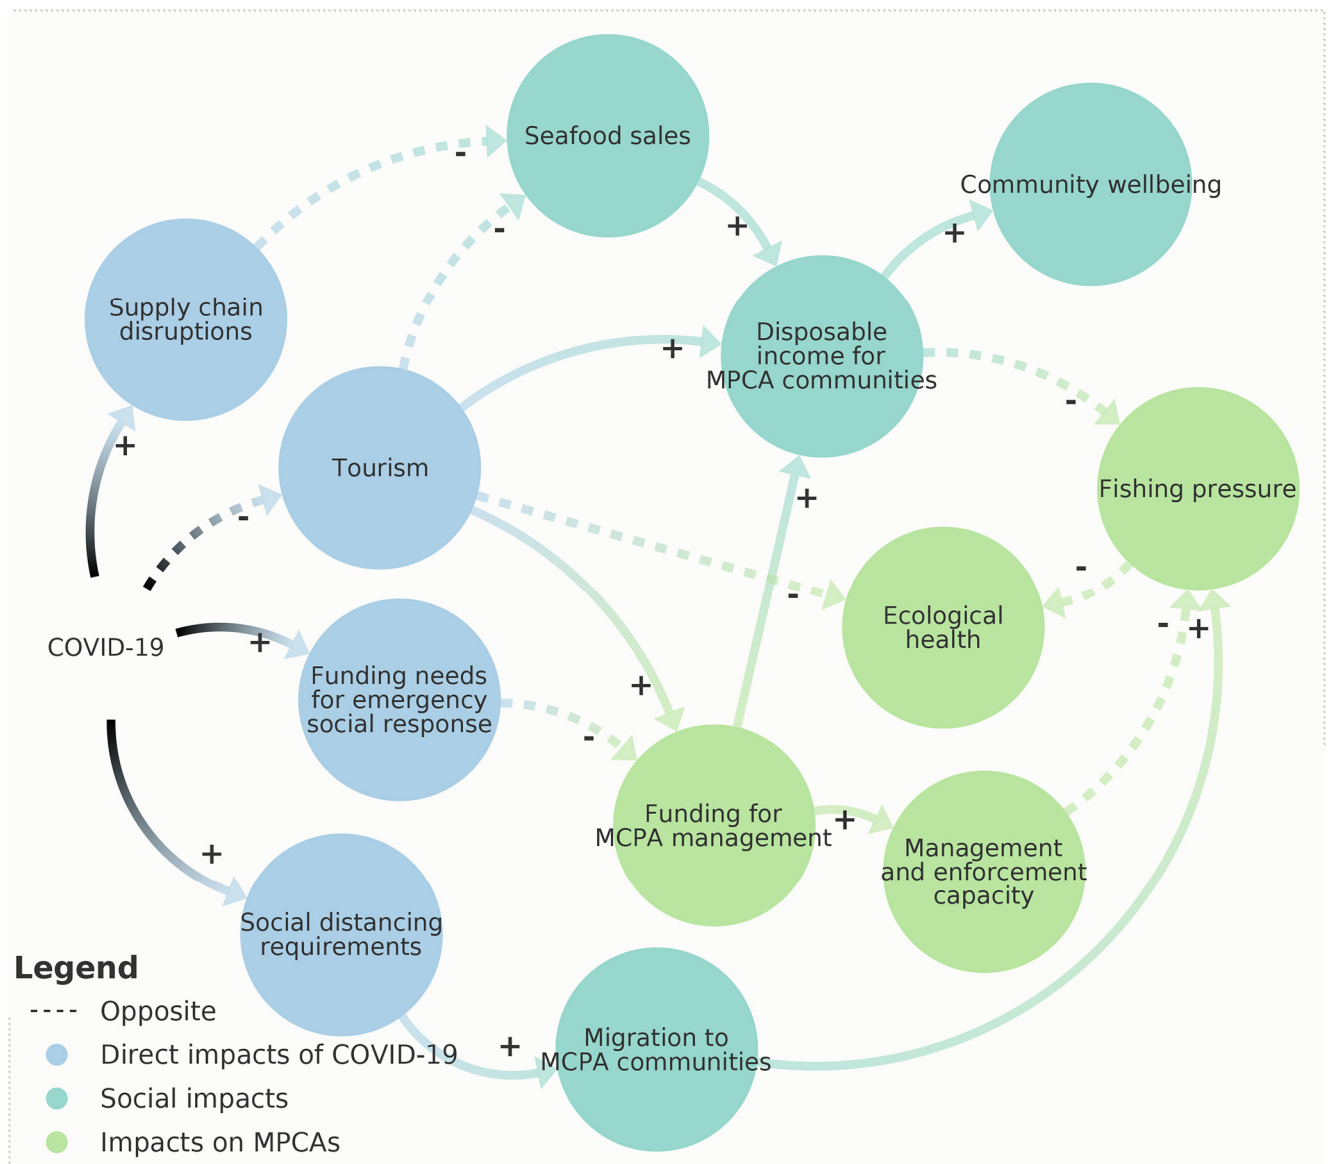 Seafood sales
Community wellbeing
-
-
+
+
Supply chain
disruptions
Disposable
income for
MPCA communities
+
-
+
Tourism
-
+
Fishing pressure
-
-
COVID-19
+
-
Ecological
health
-
+
Funding needs
for emergency
social response
+
-
Funding for
MCPA management
+
Management
and enforcement
capacity
+
Social distancing
requirements
+
Migration to
MCPA communities
Legend
Opposite
Direct impacts of COVID-19
Social impacts
Impacts on MPCAs